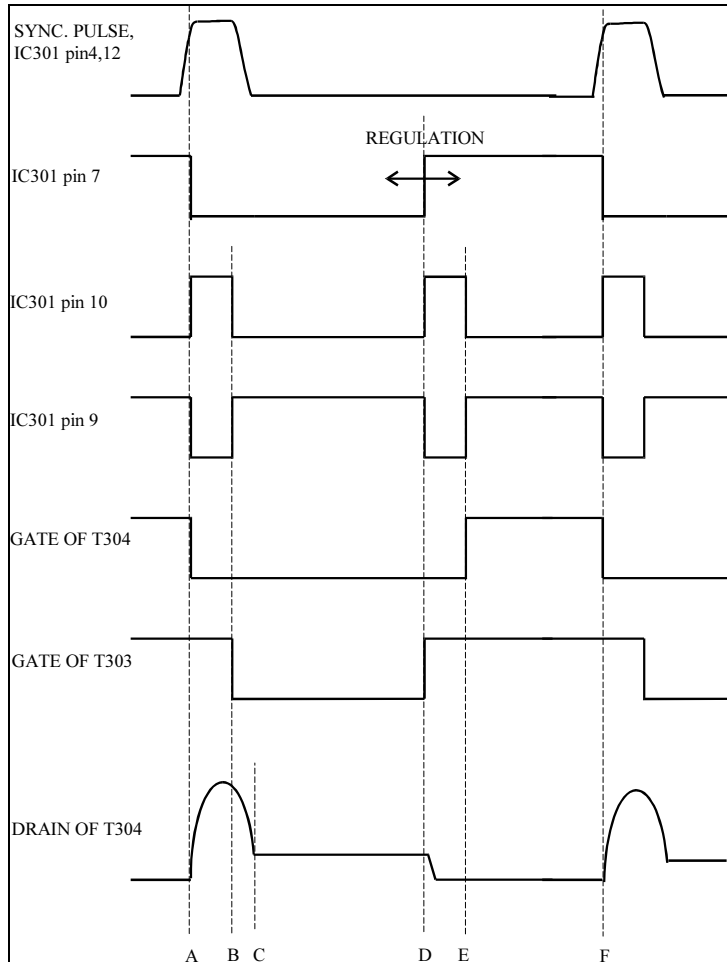 SYNC. PULSE,
IC301 pin4,12
REGULATION
IC301 pin 7
IC301 pin 10
IC301 pin 9
GATE OF T304
GATE OF T303
DRAIN OF T304
A B C D E F